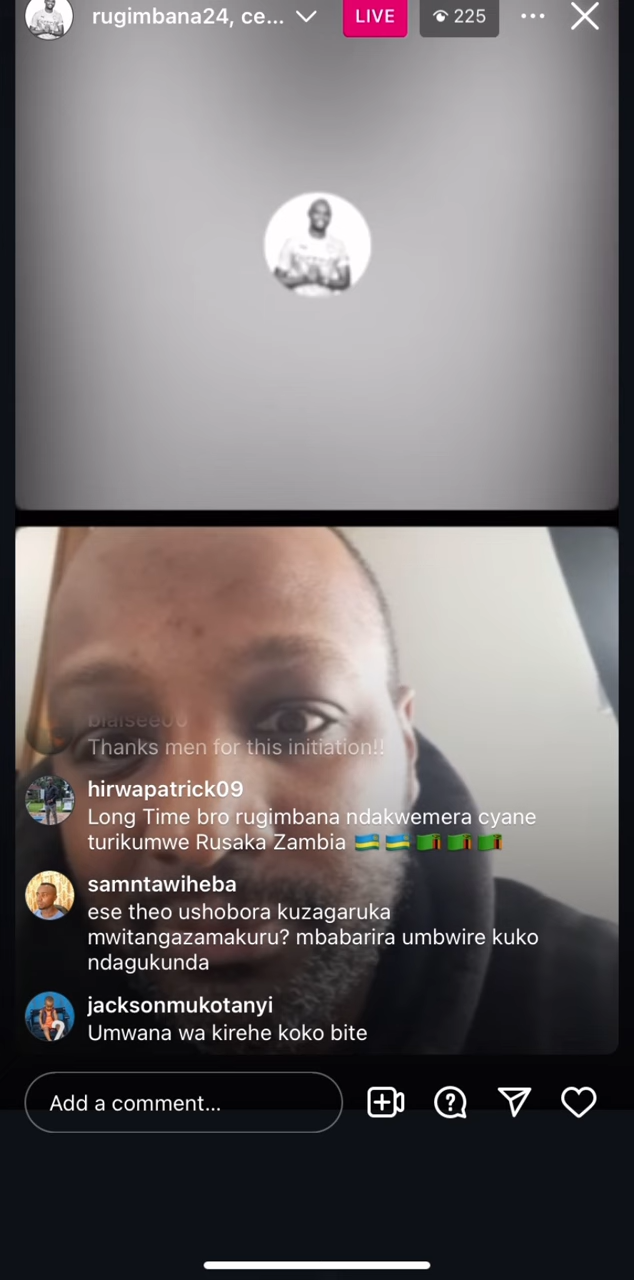 rugimbana24, ce...
LIVE
225
blaisee00
Thanks men for this initiation!!
hirwapatrick09
Long Time bro rugimbana ndakwemera cyane
turikumwe Rusaka Zambia 🇷🇼 🇷🇼 🇿🇲 🇿🇲 🇿🇲
samntawiheba
ese theo ushobora kuzagaruka
mwitangazamakuru? mbabarira umbwire kuko
ndagukunda
jacksonmukotanyi
Umwana wa kirehe koko bite
Add a comment...